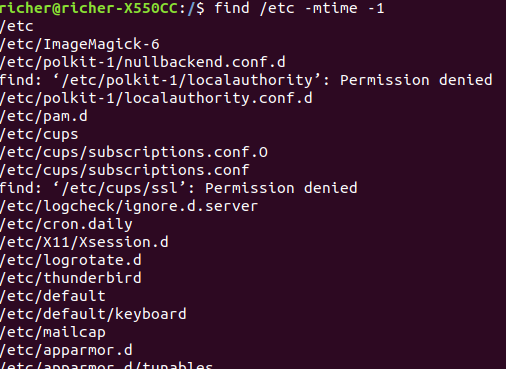 richer@richer-X550CC:/$ find /etc -mtime -1
/etc
/etc/ImageMagick-6
/etc/polkit-1/nullbackend.conf.d
find: ‘/etc/polkit-1/localauthority’: Permission denied
/etc/polkit-1/localauthority.conf.d
/etc/pam.d
/etc/cups
/etc/cups/subscriptions.conf.O
/etc/cups/subscriptions.conf
find: ‘/etc/cups/ssl’: Permission denied
/etc/logcheck/ignore.d.server
/etc/cron.daily
/etc/X11/Xsession.d
/etc/logrotate.d
/etc/thunderbird
/etc/default
/etc/default/keyboard
/etc/mailcap
/etc/apparmor.d
/etc/apparmor.d/tunables